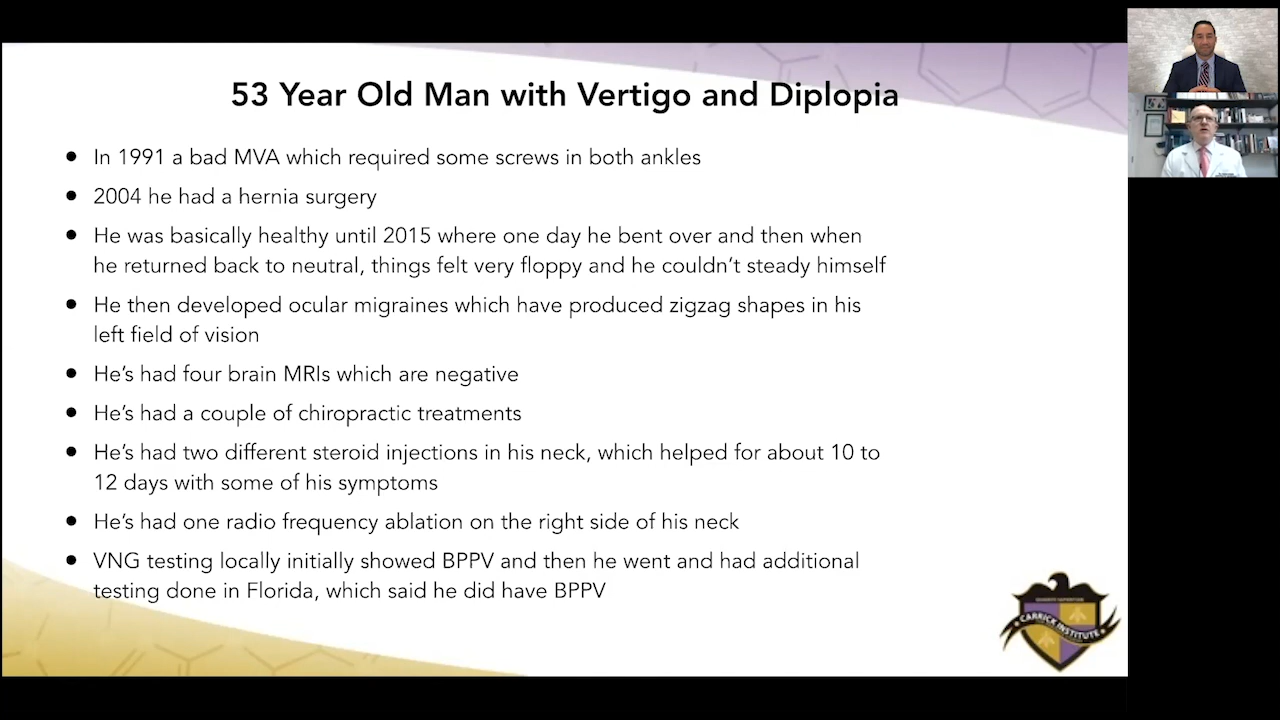 53 Year Old Man with Vertigo and Diplopia
• In 1991 a bad MVA which required some screws in both ankles
• 2004 he had a hernia surgery
• He was basically healthy until 2015 where one day he bent over and then when
he returned back to neutral, things felt very floppy and he couldn't steady himself
• He then developed ocular migraines which have produced zigzag shapes in his
left field of vision
• He's had four brain MRIs which are negative
• He's had a couple of chiropractic treatments
• He's had two different steroid injections in his neck, which helped for about 10 to
12 days with some of his symptoms
• He's had one radio frequency ablation on the right side of his neck
• VNG testing locally initially showed BPPV and then he went and had additional
testing done in Florida, which said he did have BPPV
CARRICK INSTITUTE